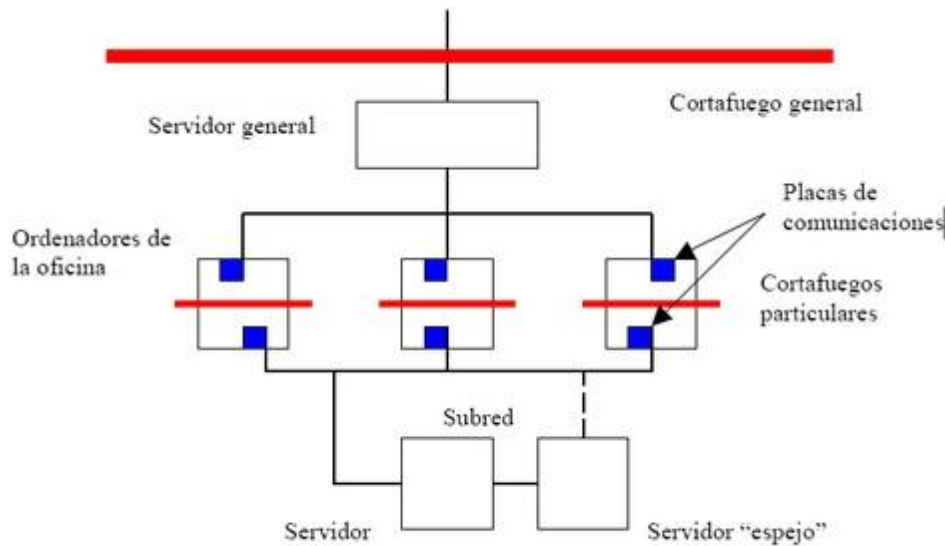 Cortafuego general
Servidor general
Placas de
comunicaciones
Ordenadores de
la oficina
Cortafuegos
particulares
Subred
Servidor
Servidor “espejo”